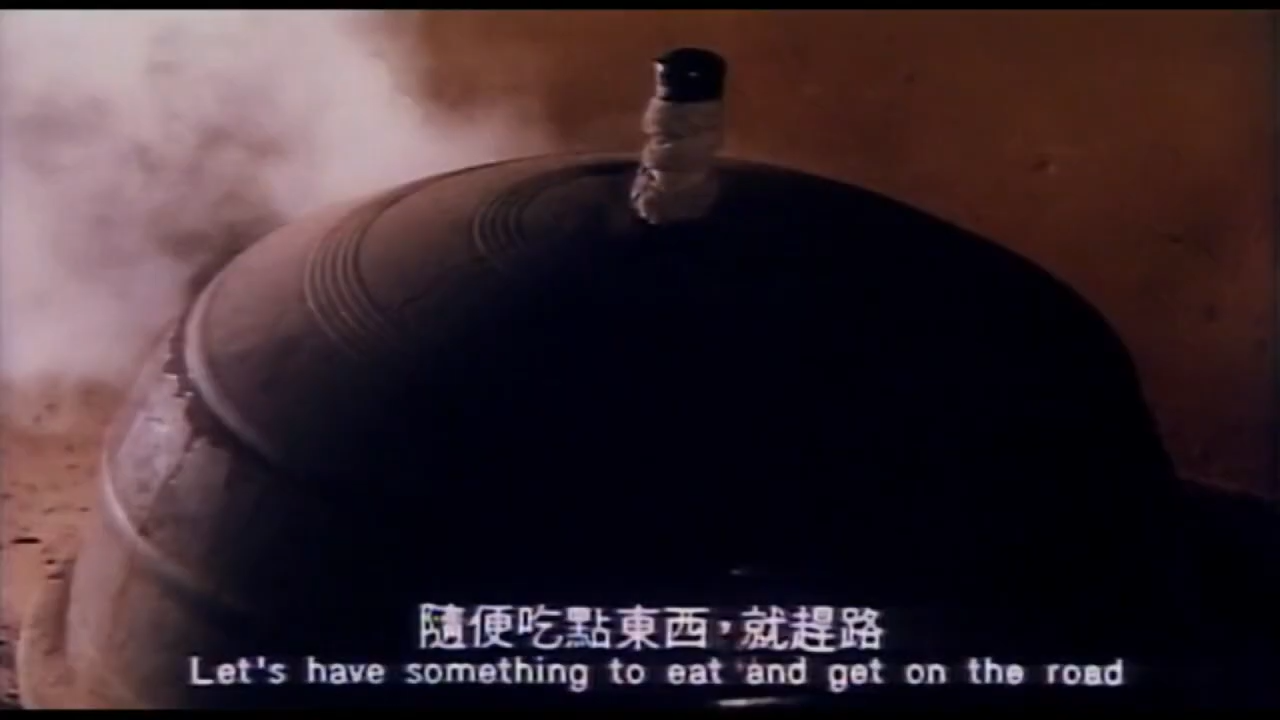 隨便吃點東西，就趕路
Let's have something to eat and get on the road